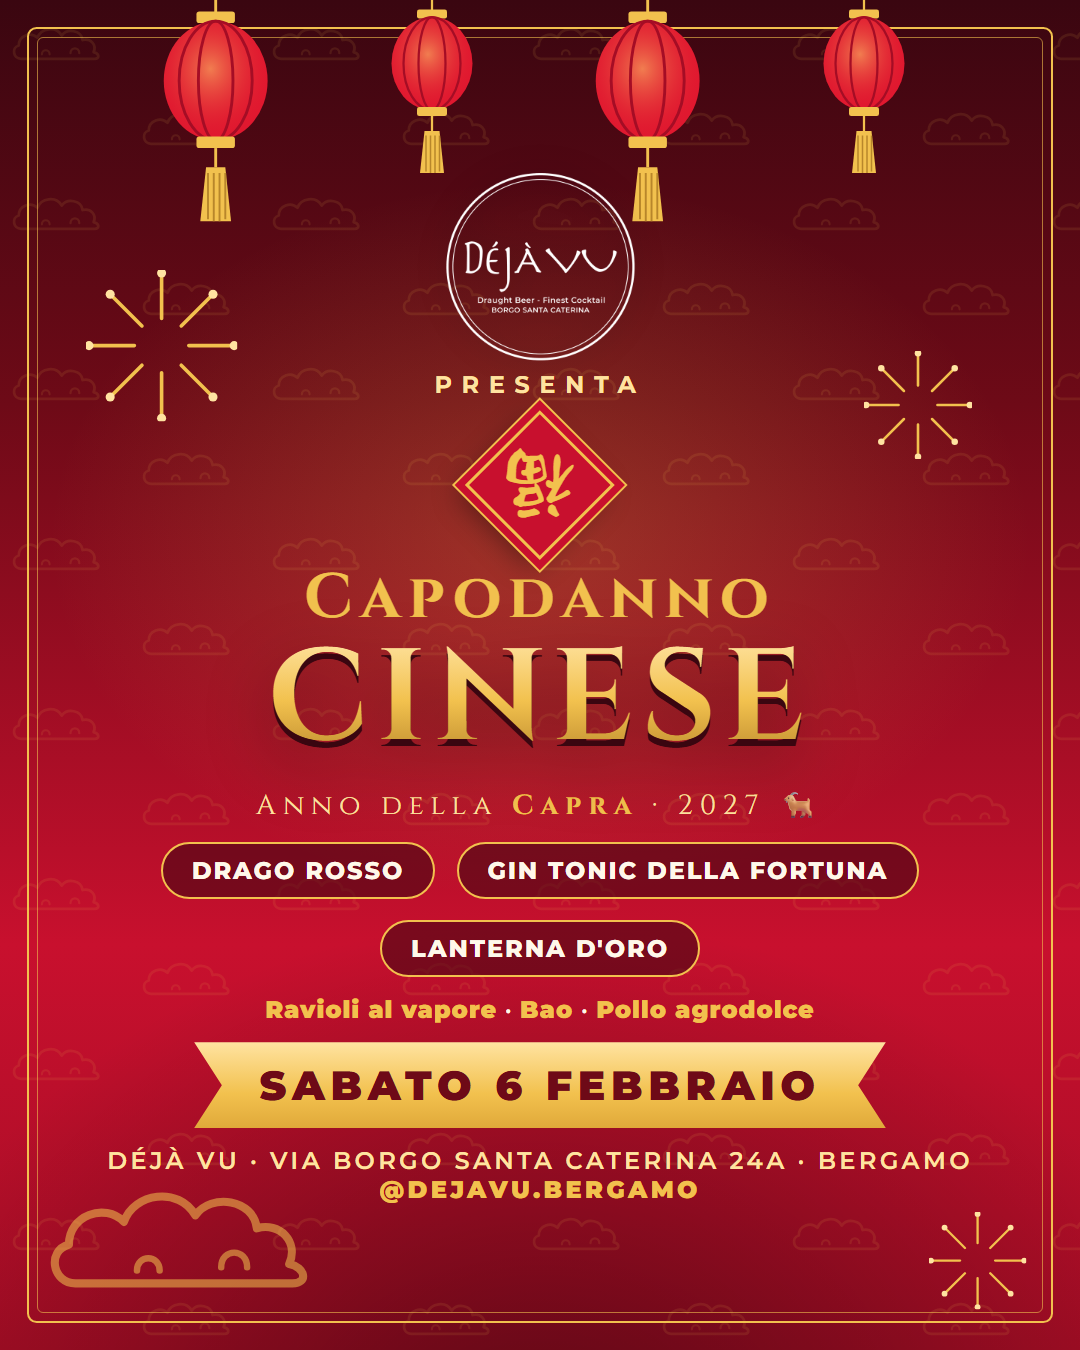 DÉJÀ VU
Draught Beer - Finest Cocktail
BORGO SANTA CATERINA
PRESENTA
福
CAPODANNO
CINESE
ANNO DELLA CAPRA · 2027
DRAGO ROSSO
GIN TONIC DELLA FORTUNA
LANTERNA D'ORO
Ravioli al vapore · Bao · Pollo agrodolce
SABATO 6 FEBBRAIO
DÉJÀ VU · VIA BORGO SANTA CATERINA 24A · BERGAMO
@DEJAVU.BERGAMO